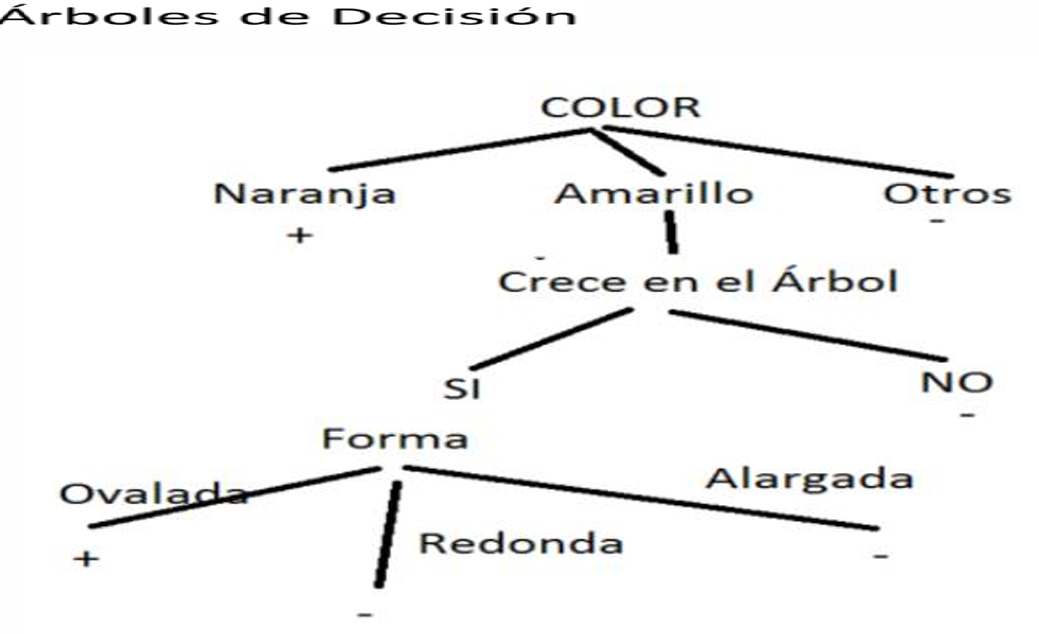 Árboles de Decisión
COLOR
Naranja Amarillo Otros
+ -
Crece en el Árbol
SI NO
-
Forma
Ovalada Alargada
Redonda
+ -
-